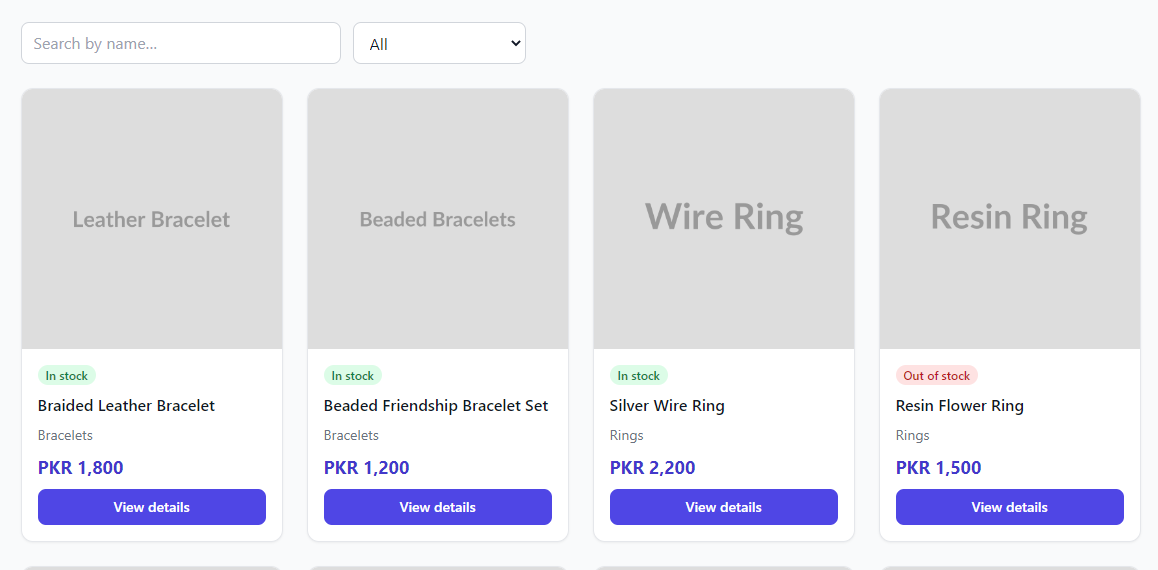 Search by name...
All
Leather Bracelet
Beaded Bracelets
Wire Ring
Resin Ring
In stock
Braided Leather Bracelet
Bracelets
PKR 1,800
View details
In stock
Beaded Friendship Bracelet Set
Bracelets
PKR 1,200
View details
In stock
Silver Wire Ring
Rings
PKR 2,200
View details
Out of stock
Resin Flower Ring
Rings
PKR 1,500
View details